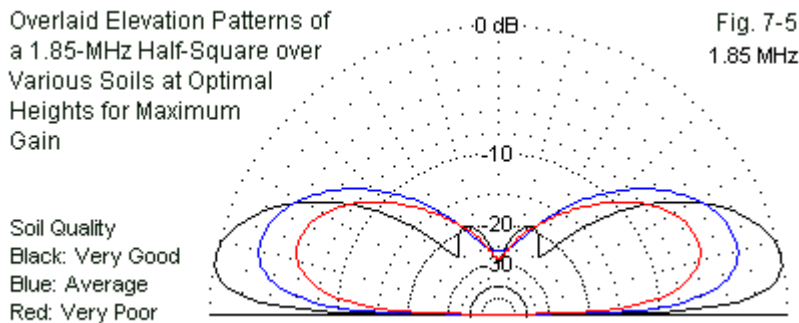 Overlaid Elevation Patterns of
a 1.85-MHz Half-Square over
Various Soils at Optimal
Heights for Maximum
Gain
0 dB
Fig. 7-5
1.85 MHz
-10
-20
-30
Soil Quality
Black: Very Good
Blue: Average
Red: Very Poor